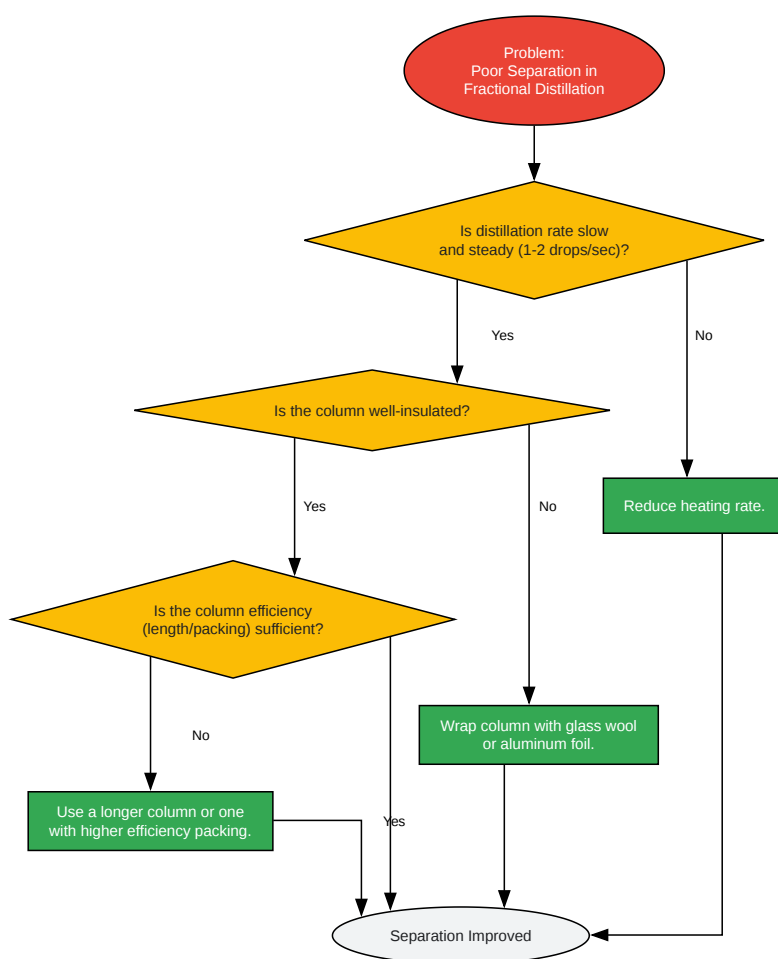 Problem:
Poor Separation in
Fractional Distillation
Is distillation rate slow
and steady (1-2 drops/sec)?
Yes
No
Is the column well-insulated?
Yes
No
Reduce heating rate.
Is the column efficiency
(length/packing) sufficient?
No
Wrap column with glass wool
or aluminum foil.
Use a longer column or one
with higher efficiency packing.
Yes
Separation Improved